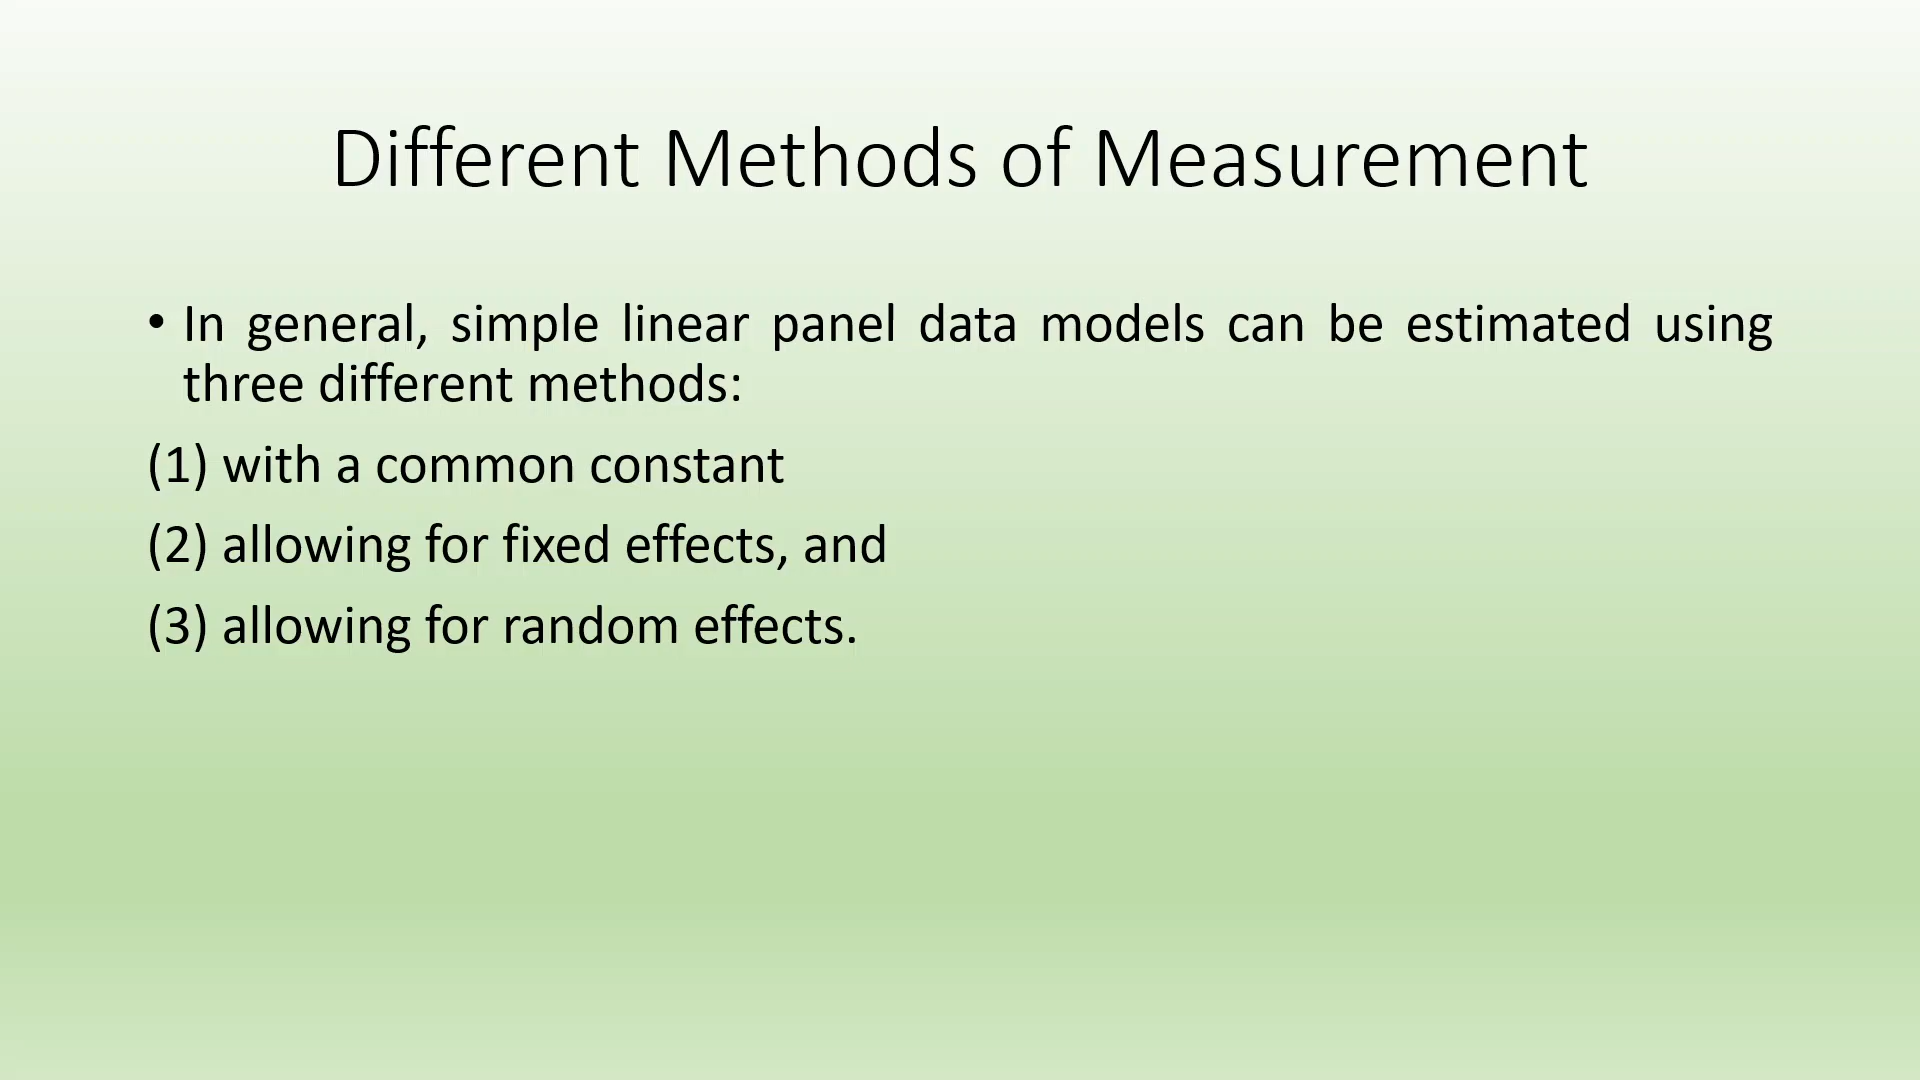 Different Methods of Measurement
• In general, simple linear panel data models can be estimated using
three different methods:
(1) with a common constant
(2) allowing for fixed effects, and
(3) allowing for random effects.